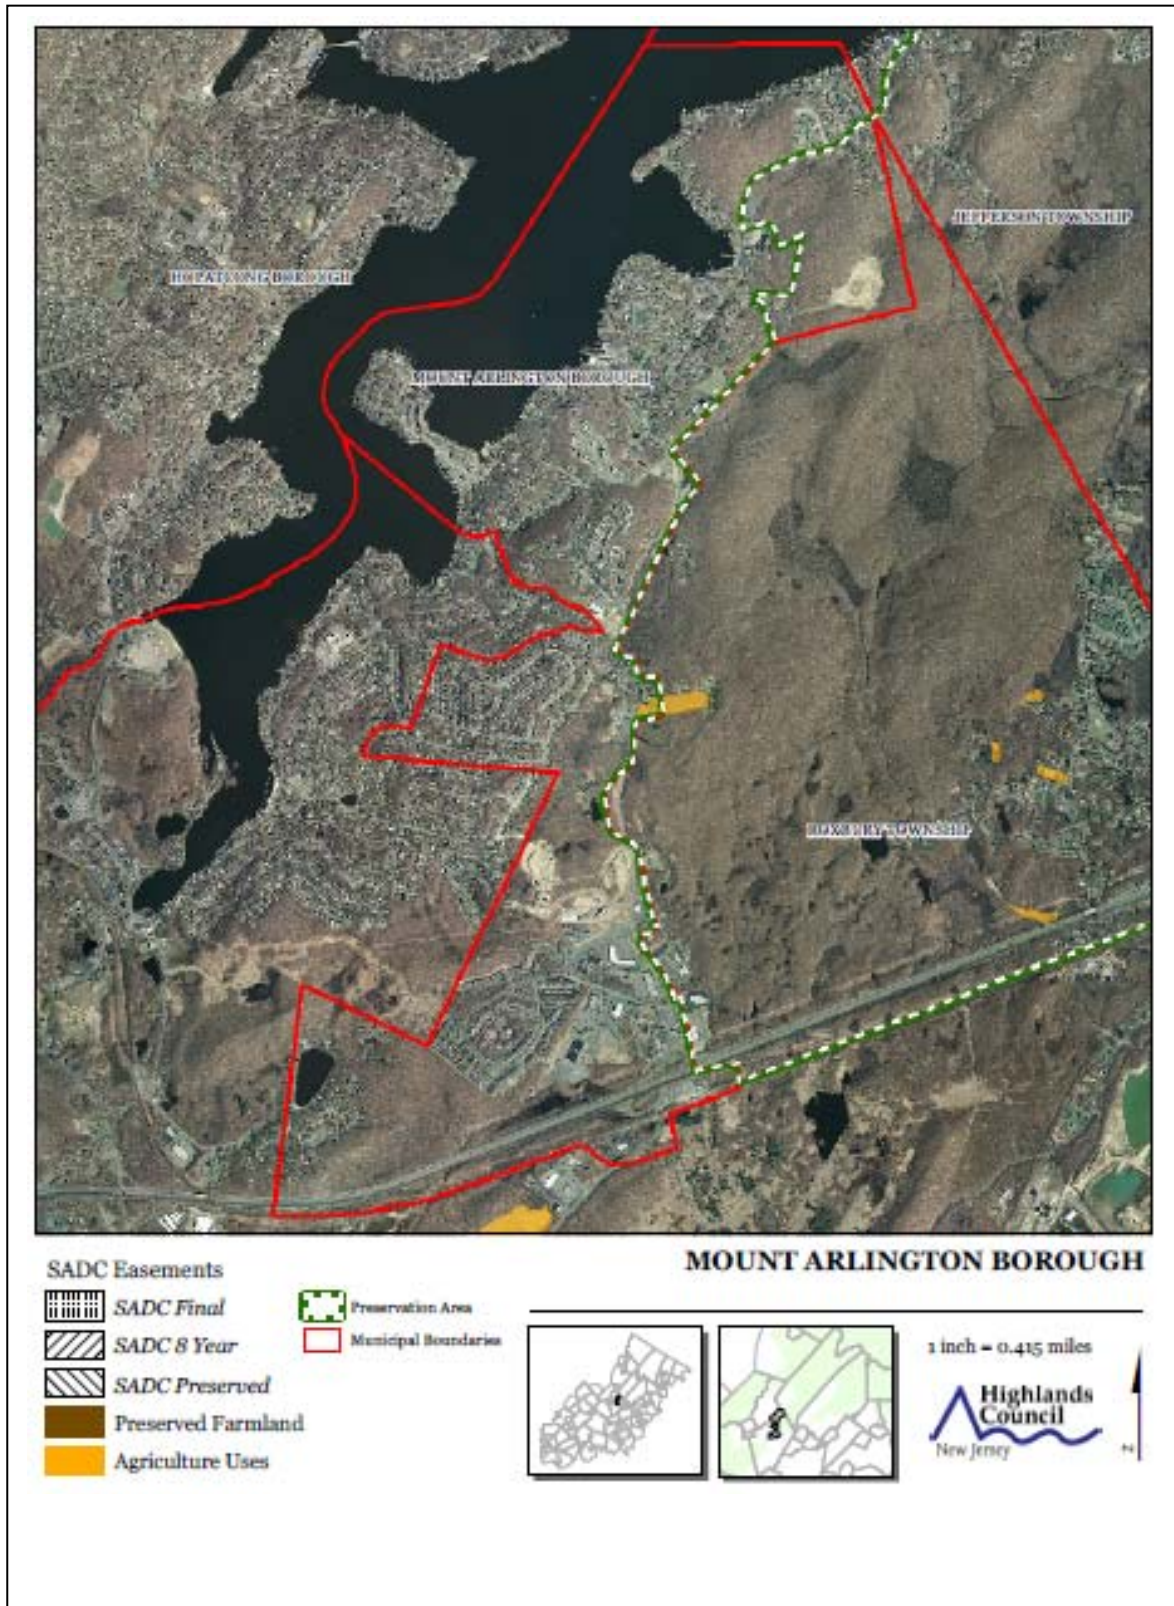 HOPATCONG BOROUGH
JEFFERSON TOWNSHIP
MOUNT ARLINGTON BOROUGH
ROXBURY TOWNSHIP
MOUNT ARLINGTON BOROUGH
SADC Easements
SADC Final
SADC 8 Year
SADC Preserved
Preserved Farmland
Agriculture Uses
Preservation Area
Municipal Boundaries
1 inch = 0.415 miles
Highlands
Council
New Jersey
N